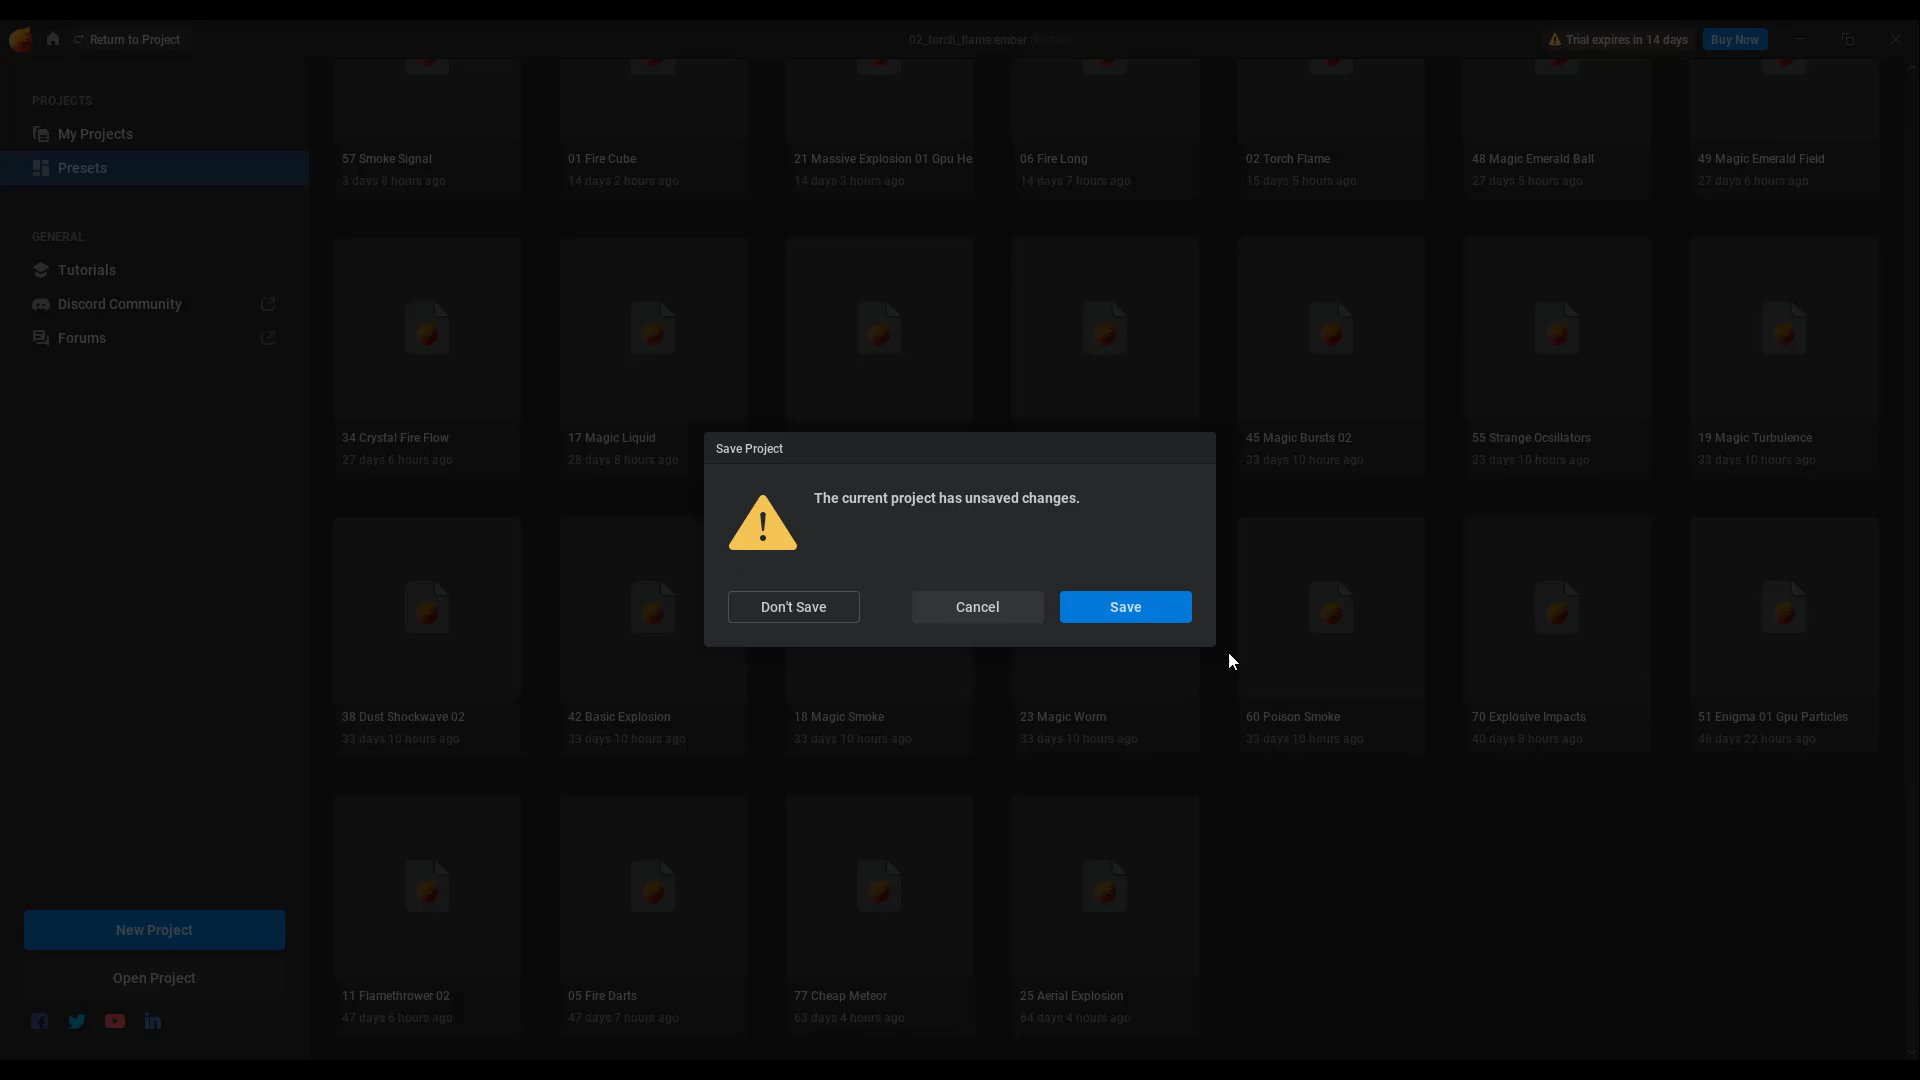 Return to Project
02_torch_flame.ember (Edited)
Trial expires in 14 days
Buy Now
PROJECTS
My Projects
Presets
GENERAL
Tutorials
Discord Community
Forums
57 Smoke Signal
3 days 8 hours ago
01 Fire Cube
14 days 2 hours ago
21 Massive Explosion 01 Gpu He
14 days 3 hours ago
06 Fire Long
14 days 7 hours ago
02 Torch Flame
15 days 5 hours ago
48 Magic Emerald Ball
27 days 5 hours ago
49 Magic Emerald Field
27 days 6 hours ago
34 Crystal Fire Flow
27 days 6 hours ago
17 Magic Liquid
28 days 8 hours ago
45 Magic Bursts 02
33 days 10 hours ago
55 Strange Ocsillators
33 days 10 hours ago
19 Magic Turbulence
33 days 10 hours ago
Save Project
The current project has unsaved changes.
Don't Save
Cancel
Save
38 Dust Shockwave 02
33 days 10 hours ago
42 Basic Explosion
33 days 10 hours ago
18 Magic Smoke
33 days 10 hours ago
23 Magic Worm
33 days 10 hours ago
60 Poison Smoke
33 days 10 hours ago
70 Explosive Impacts
40 days 8 hours ago
51 Enigma 01 Gpu Particles
46 days 22 hours ago
11 Flamethrower 02
47 days 6 hours ago
05 Fire Darts
47 days 7 hours ago
77 Cheap Meteor
63 days 4 hours ago
25 Aerial Explosion
64 days 4 hours ago
New Project
Open Project